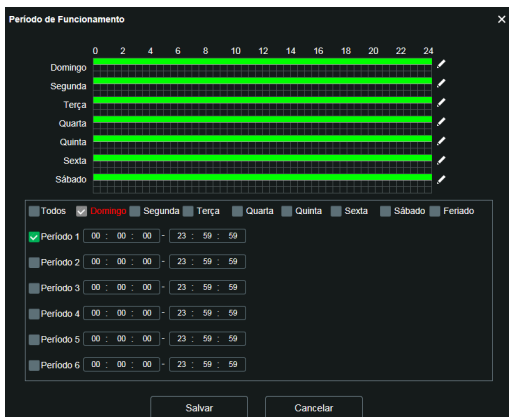 Período de Funcionamento
0 2 4 6 8 10 12 14 16 18 20 22 24
Domingo
Segunda
Terça
Quarta
Quinta
Sexta
Sábado
Todos Domingo Segunda Terça Quarta Quinta Sexta Sábado Feriado
Período 1 00 : 00 : 00 - 23 : 59 : 59
Período 2 00 : 00 : 00 - 23 : 59 : 59
Período 3 00 : 00 : 00 - 23 : 59 : 59
Período 4 00 : 00 : 00 - 23 : 59 : 59
Período 5 00 : 00 : 00 - 23 : 59 : 59
Período 6 00 : 00 : 00 - 23 : 59 : 59
Salvar Cancelar